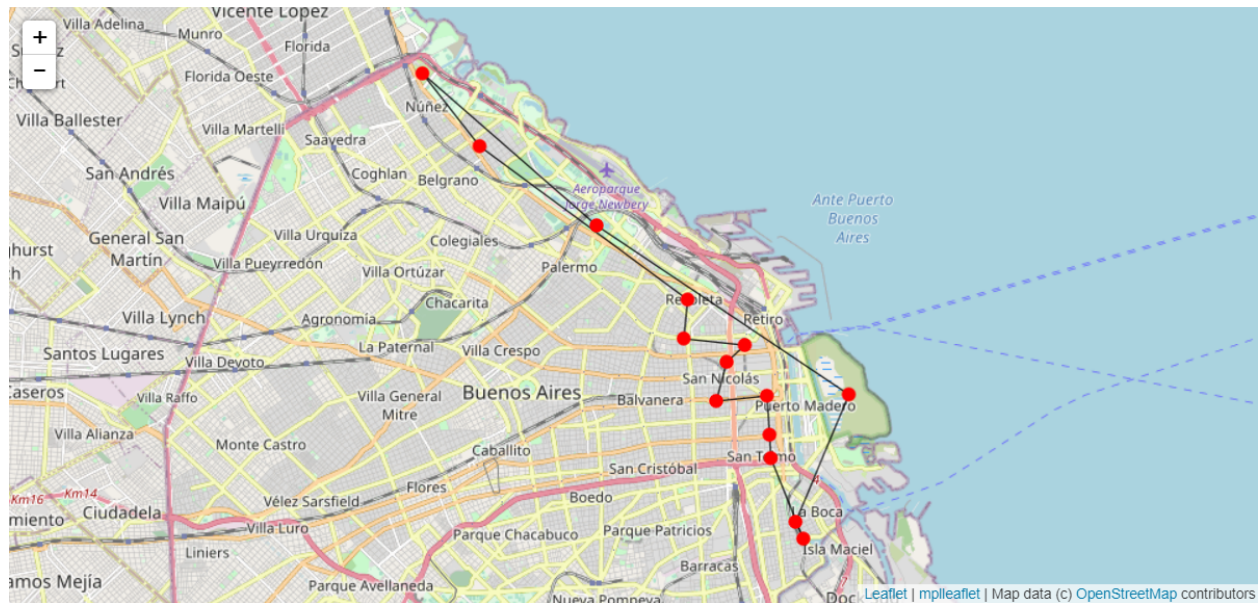 Vicente López
Villa Adelina
Munro
Florida
+
−
Florida Oeste
Villa Ballester
Núñez
Villa Martelli
Saavedra
San Andrés
Coghlan
Belgrano
Aeroparque
Jorge Newbery
Villa Maipú
Ante Puerto
Buenos
Aires
General San
Martín
Villa Urquiza
Colegiales
Villa Pueyrredón
Villa Ortúzar
Palermo
Chacarita
Recoleta
Villa Lynch
Agronomía
Retiro
Santos Lugares
La Paternal
Villa Crespo
Villa Devoto
San Nicolás
Caseros
Villa Raffo
Villa General
Mitre
Buenos Aires
Balvanera
Puerto Madero
Villa Alianza
Monte Castro
Caballito
San Telmo
San Cristóbal
Km16
Km14
Flores
4
Vélez Sarsfield
Boedo
Ciudadela
La Boca
Villa Luro
Parque Chacabuco
Parque Patricios
Isla Maciel
Liniers
Barracas
Ramos Mejía
Parque Avellaneda
7
Nueva Pompeya
Dock
Leaflet | mplleaflet | Map data (c) OpenStreetMap contributors